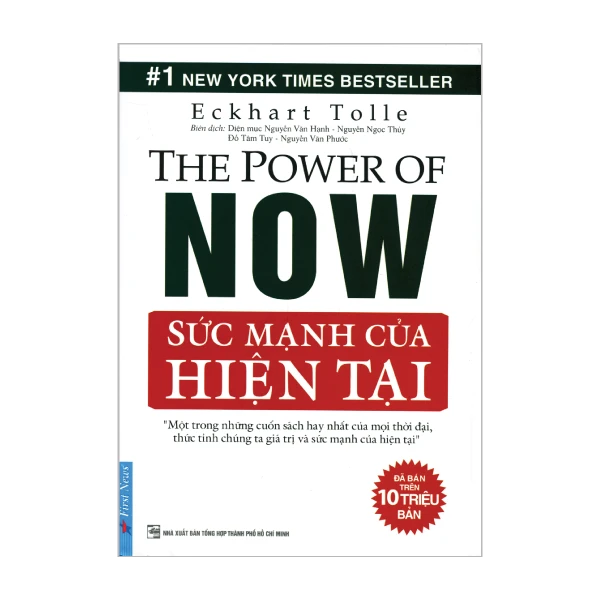 #1 NEW YORK TIMES BESTSELLER
Eckhart Tolle
Biên dịch: Diện mục Nguyễn Văn Hạnh - Nguyễn Ngọc Thúy
Đỗ Tâm Tuy - Nguyễn Văn Phước
THE POWER OF
NOW
SỨC MẠNH CỦA
HIỆN TẠI
"Một trong những cuốn sách hay nhất của mọi thời đại,
thức tỉnh chúng ta giá trị và sức mạnh của hiện tại"
ĐÃ BÁN
TRÊN
10 TRIỆU
BẢN
First News
NHÀ XUẤT BẢN TỔNG HỢP THÀNH PHỐ HỒ CHÍ MINH